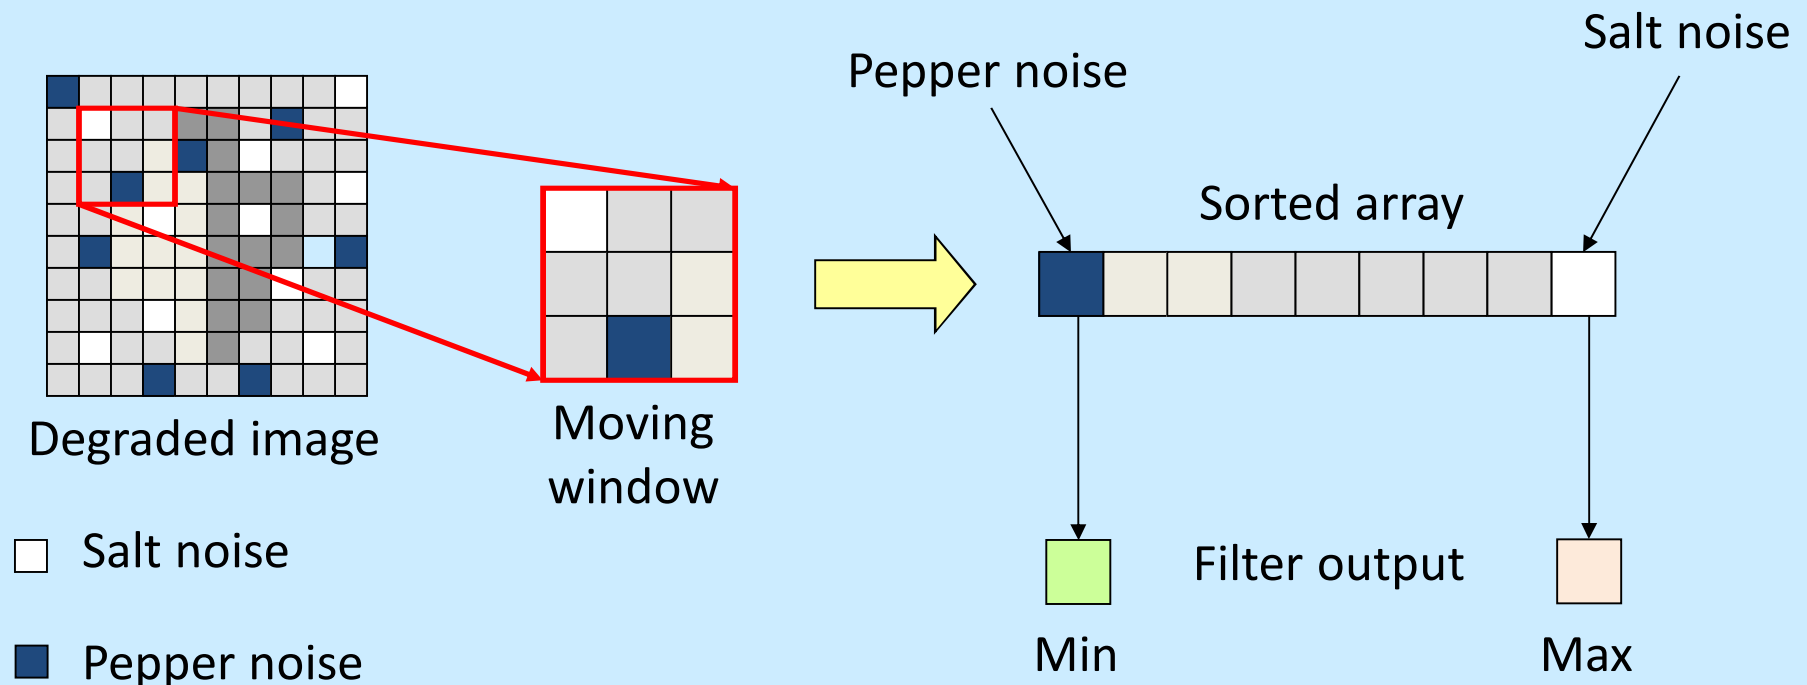 Salt noise
Pepper noise
Sorted array
Degraded image
Moving
window
Salt noise
Filter output
Pepper noise
Min
Max